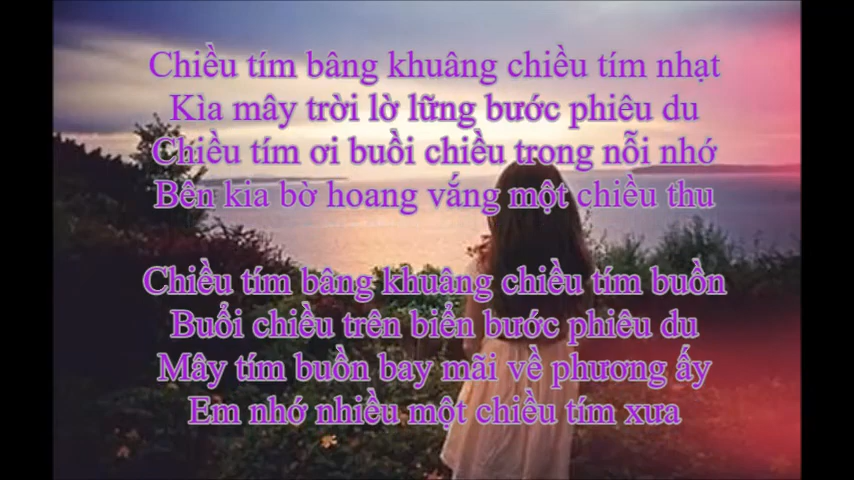 Chiều tím bâng khuâng chiều tím nhạt
Kìa mây trời lờ lững bước phiêu du
Chiều tím ơi buồi chiều trong nỗi nhớ
Bên kia bờ hoang vắng một chiều thu
Chiều tím bâng khuâng chiều tím buồn
Buổi chiều trên biển bước phiêu du
Mây tím buồn bay mãi về phương ấy
Em nhớ nhiều một chiều tím xưa